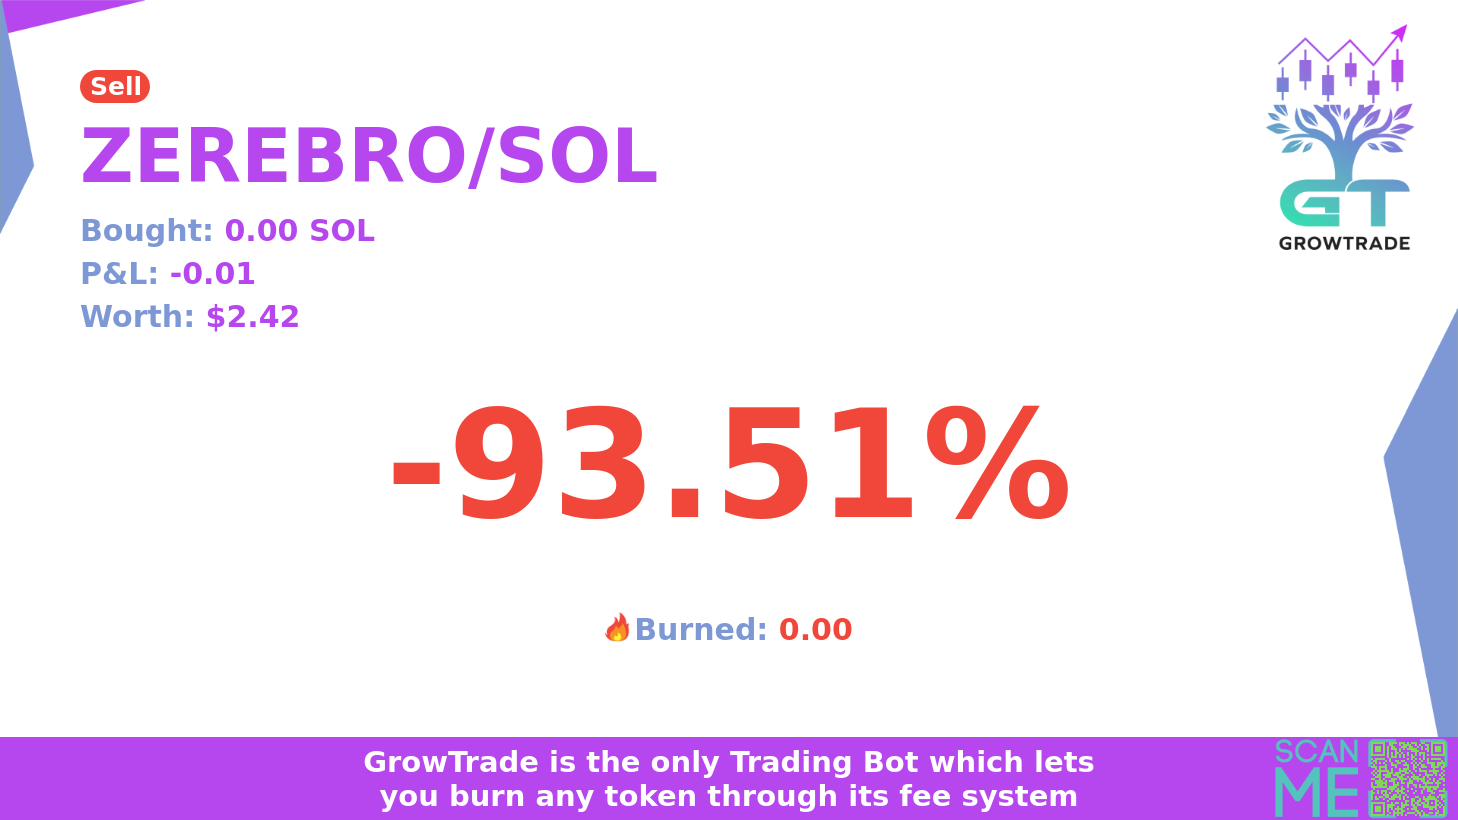 Sell
ZEREBRO/SOL
Bought: 0.00 SOL
P&L: -0.01
Worth: $2.42
GT
GROWTRADE
-93.51%
🔥Burned: 0.00
GrowTrade is the only Trading Bot which lets
you burn any token through its fee system
SCAN
ME